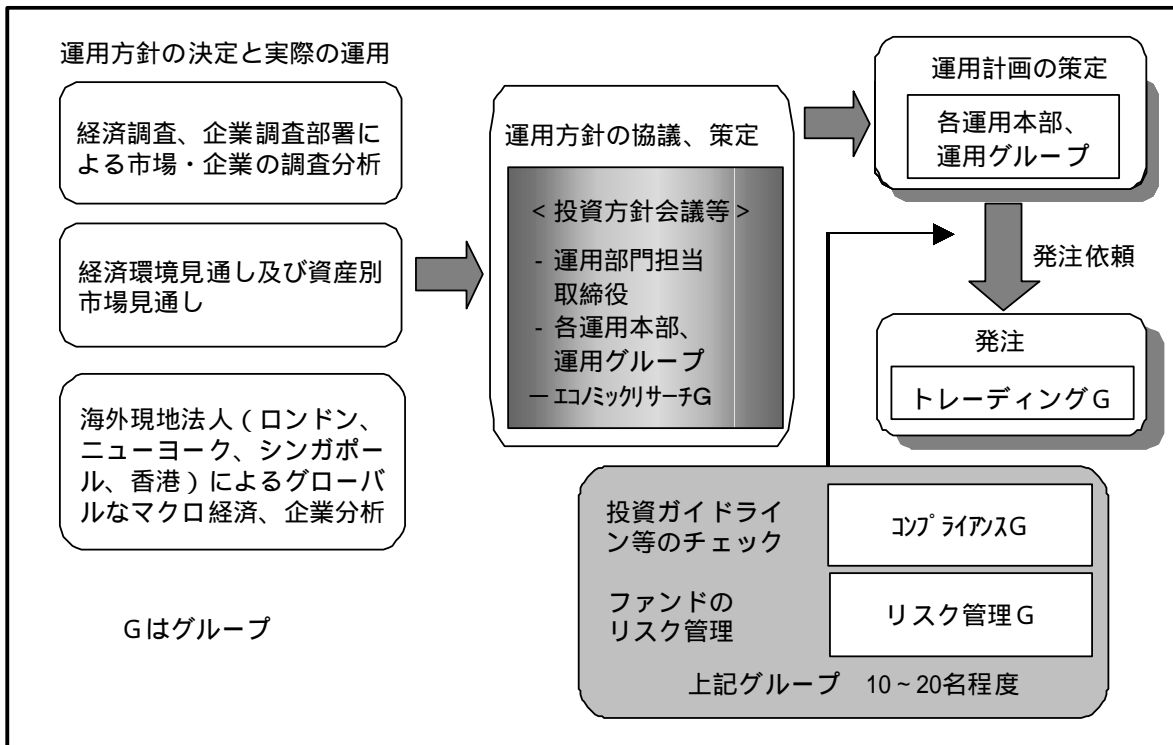 運用方針の決定と実際の運用
経済調査、企業調査部署に
よる市場・企業の調査分析
経済環境見通し及び資産別
市場見通し
海外現地法人（ロンドン、
ニューヨーク、シンガポー
ル、香港）によるグローバ
ルなマクロ経済、企業分析
Gはグループ
運用方針の協議、策定
＜投資方針会議等＞
- 運用部門担当
取締役
- 各運用本部、
運用グループ
－ｴｺﾉﾐｯｸﾘｻｰﾁG
運用計画の策定
各運用本部、
運用グループ
発注依頼
発注
トレーディングG
投資ガイドライ
ン等のチェック
ｺﾝﾌﾟﾗｲｱﾝｽG
ファンドの
リスク管理
リスク管理G
上記グループ　10～20名程度